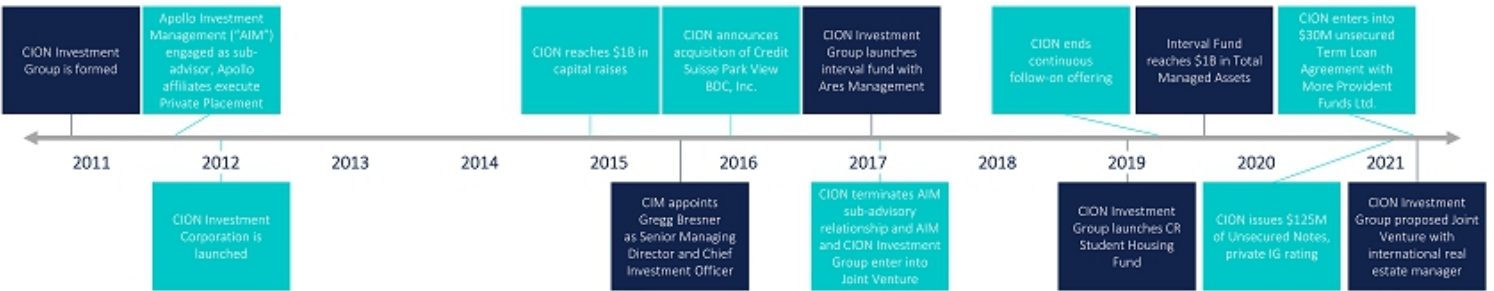 CION Investment
Group is formed
Apollo Investment
Management ("AIM")
engaged as sub-
advisor, Apollo
affiliates execute
Private Placement
CION reaches $1B in
capital raises
CION announces
acquisition of Credit
Suisse Park View
BDC, Inc.
CION Investment
Group launches
interval fund with
Ares Management
CION ends
continuous
follow-on offering
Interval Fund
reaches $1B in Total
Managed Assets
CION enters into
$30M unsecured
Term Loan
Agreement with
More Provident
Funds Ltd.
2011
2012
2013
2014
2015
2016
2017
2018
2019
2020
2021
CION Investment
Corporation is
launched
CIM appoints
Gregg Bresner
as Senior Managing
Director and Chief
Investment Officer
CION terminates AIM
sub-advisory
relationship and AIM
and CION Investment
Group enter into
Joint Venture
CION Investment
Group launches CR
Student Housing
Fund
CION issues $125M
of Unsecured Notes,
private IG rating
CION Investment
Group proposed Joint
Venture with
international real
estate manager